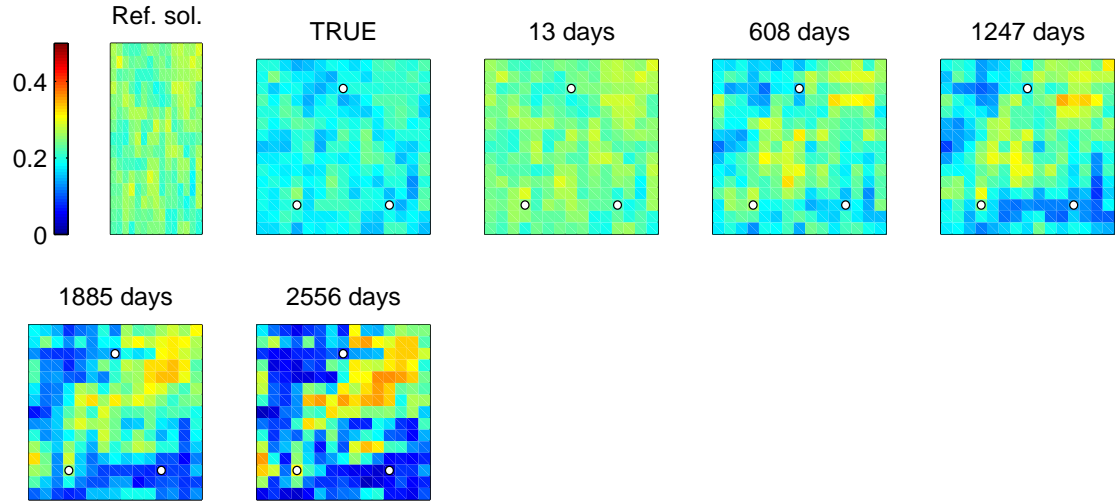 Ref. sol.
TRUE
13 days
608 days
1247 days
0.4
0.2
0
1885 days
2556 days